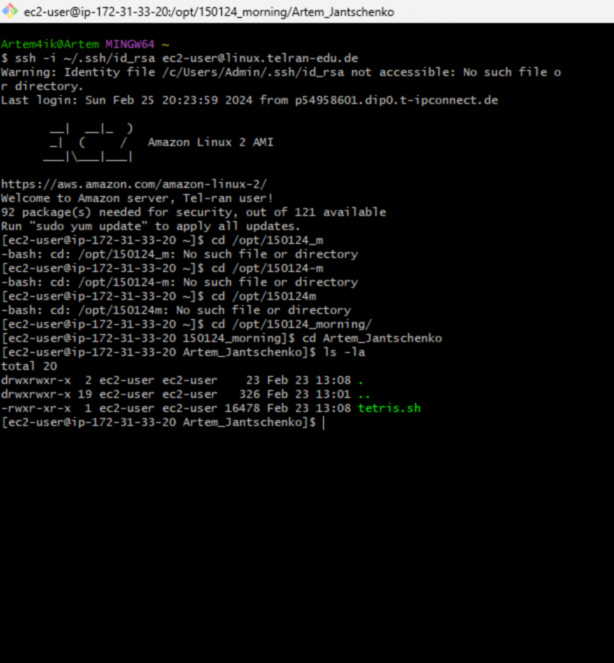 ec2-user@ip-172-31-33-20:/opt/150124_morning/Artem_Jantschenko
Artem4ik@Artem MINGW64 ~
$ ssh -i ~/.ssh/id_rsa ec2-user@linux.telran-edu.de
Warning: Identity file /c/Users/Admin/.ssh/id_rsa not accessible: No such file o
r directory.
Last login: Sun Feb 25 20:23:59 2024 from p54958601.dip0.t-ipconnect.de
__|  __|_  )
_|  (     /   Amazon Linux 2 AMI
___|\___|___|
https://aws.amazon.com/amazon-linux-2/
Welcome to Amazon server, Tel-ran user!
92 package(s) needed for security, out of 121 available
Run "sudo yum update" to apply all updates.
[ec2-user@ip-172-31-33-20 ~]$ cd /opt/150124_m
-bash: cd: /opt/150124_m: No such file or directory
[ec2-user@ip-172-31-33-20 ~]$ cd /opt/150124-m
-bash: cd: /opt/150124-m: No such file or directory
[ec2-user@ip-172-31-33-20 ~]$ cd /opt/150124m
-bash: cd: /opt/150124m: No such file or directory
[ec2-user@ip-172-31-33-20 ~]$ cd /opt/150124_morning/
[ec2-user@ip-172-31-33-20 150124_morning]$ cd Artem_Jantschenko
[ec2-user@ip-172-31-33-20 Artem_Jantschenko]$ ls -la
total 20
drwxrwxr-x  2 ec2-user ec2-user    23 Feb 23 13:08 .
drwxrwxr-x 19 ec2-user ec2-user   326 Feb 23 13:01 ..
-rwxr-xr-x  1 ec2-user ec2-user 16478 Feb 23 13:08 tetris.sh
[ec2-user@ip-172-31-33-20 Artem_Jantschenko]$